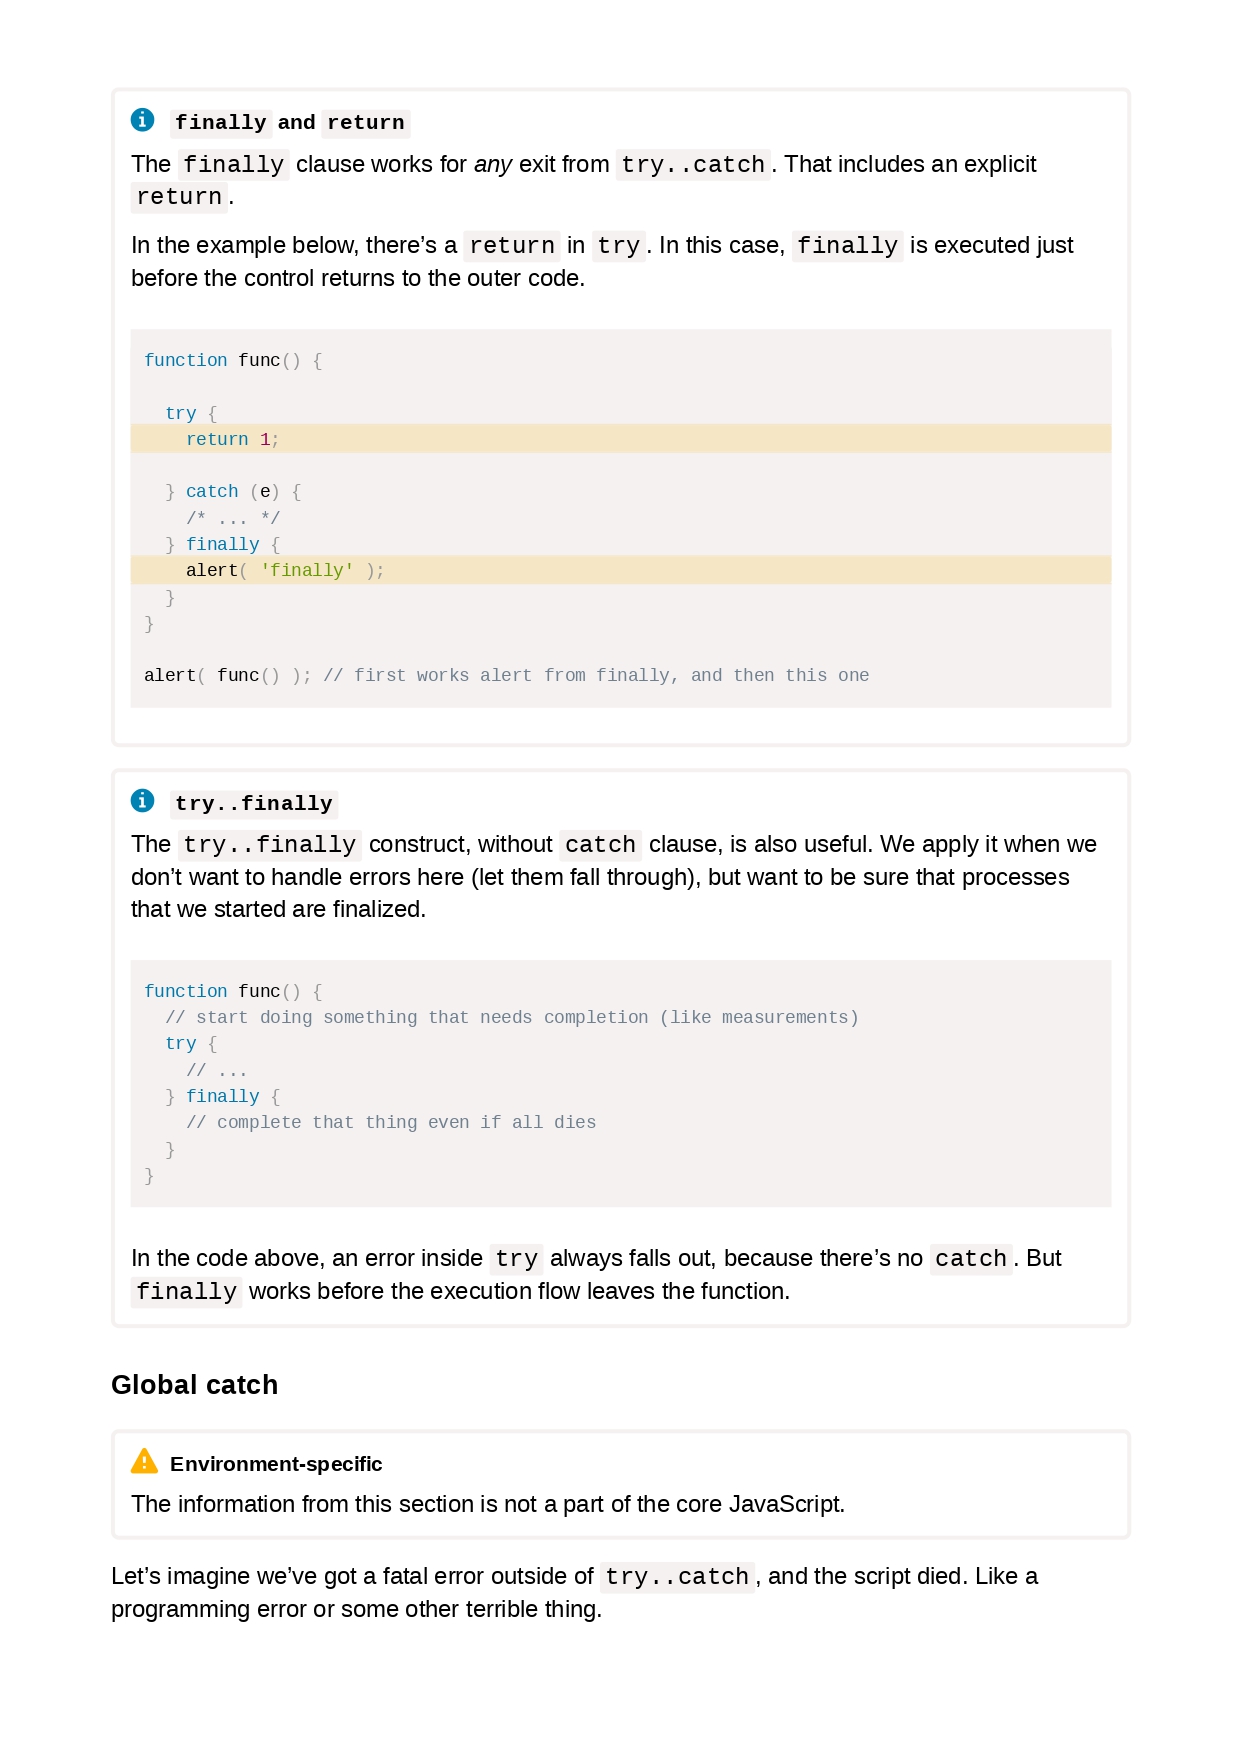 finally and return
The finally clause works for any exit from try..catch. That includes an explicit
return.
In the example below, there’s a return in try. In this case, finally is executed just
before the control returns to the outer code.
function func() {
  try {
    return 1;
  } catch (e) {
    /* ... */
  } finally {
    alert( 'finally' );
  }
}
alert( func() ); // first works alert from finally, and then this one
try..finally
The try..finally construct, without catch clause, is also useful. We apply it when we
don’t want to handle errors here (let them fall through), but want to be sure that processes
that we started are finalized.
function func() {
  // start doing something that needs completion (like measurements)
  try {
    // ...
  } finally {
    // complete that thing even if all dies
  }
}
In the code above, an error inside try always falls out, because there’s no catch. But
finally works before the execution flow leaves the function.
Global catch
Environment-specific
The information from this section is not a part of the core JavaScript.
Let’s imagine we’ve got a fatal error outside of try..catch, and the script died. Like a
programming error or some other terrible thing.